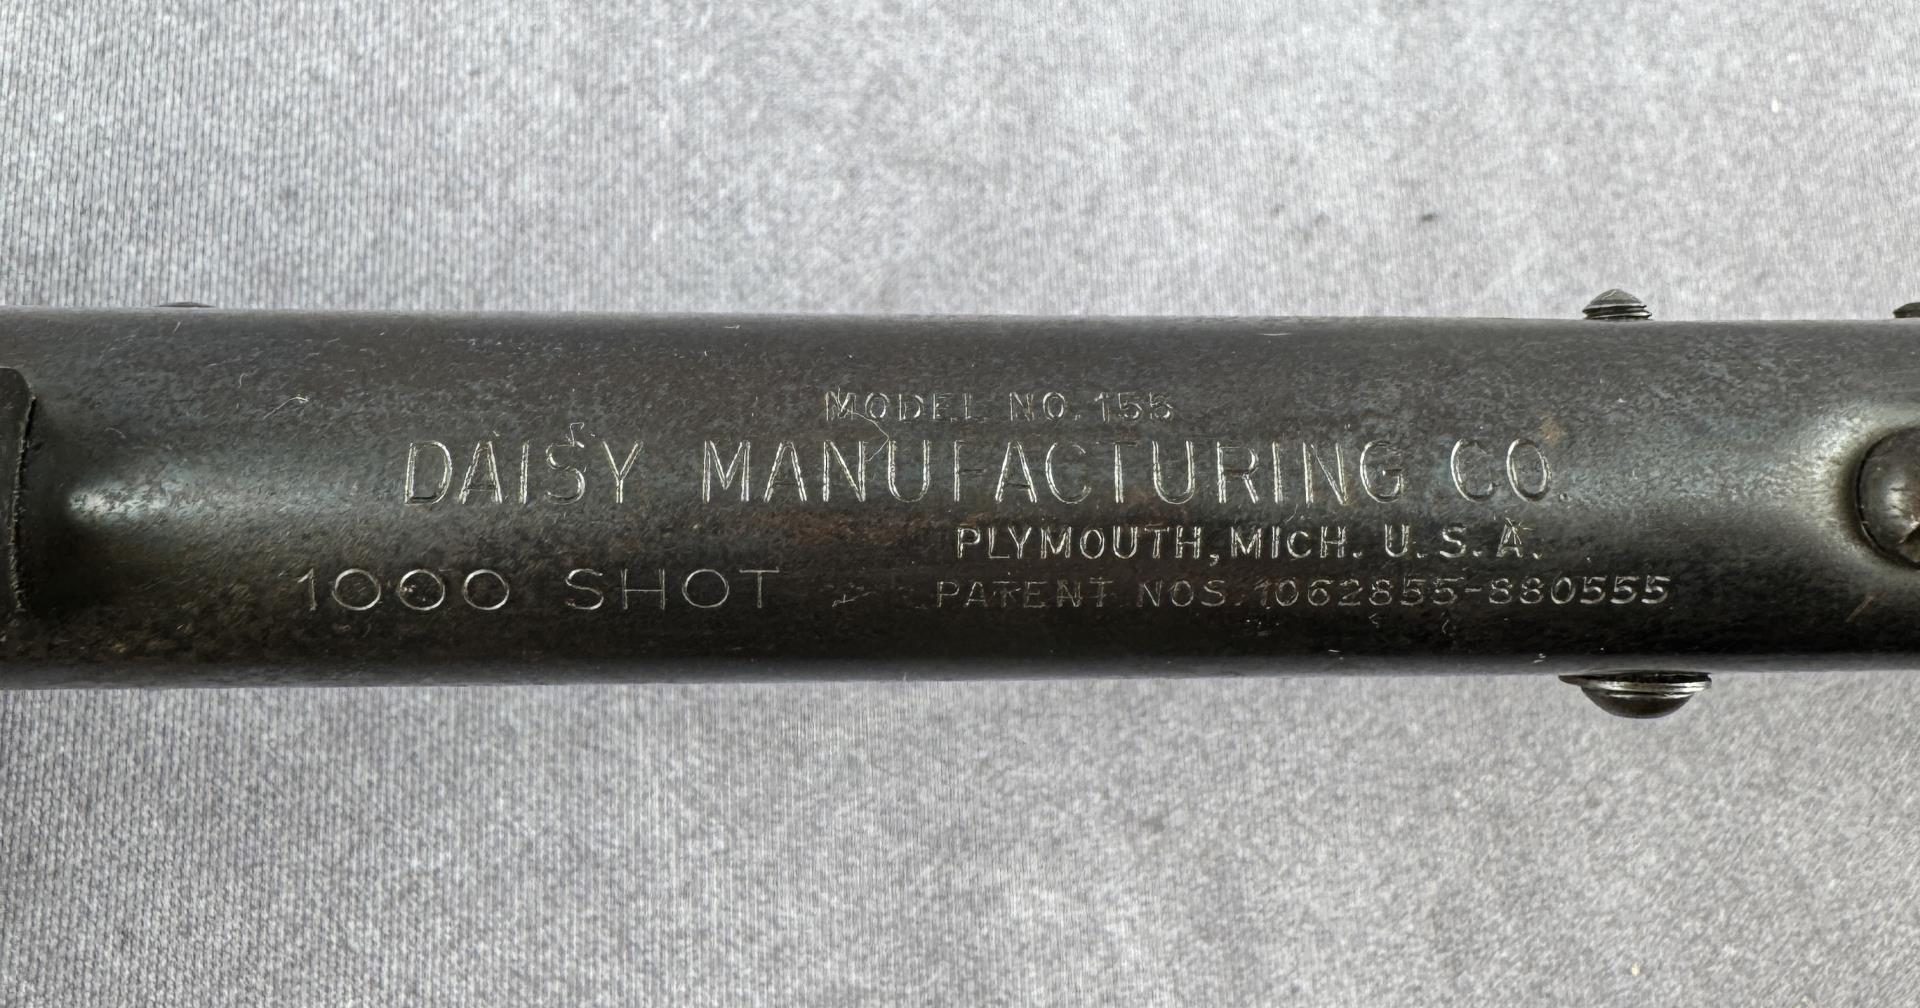 MODEL NO. 155
DAISY MANUFACTURING CO.
PLYMOUTH, MICH. U. S. A.
1000 SHOT
PATENT NOS. 1062855-880555